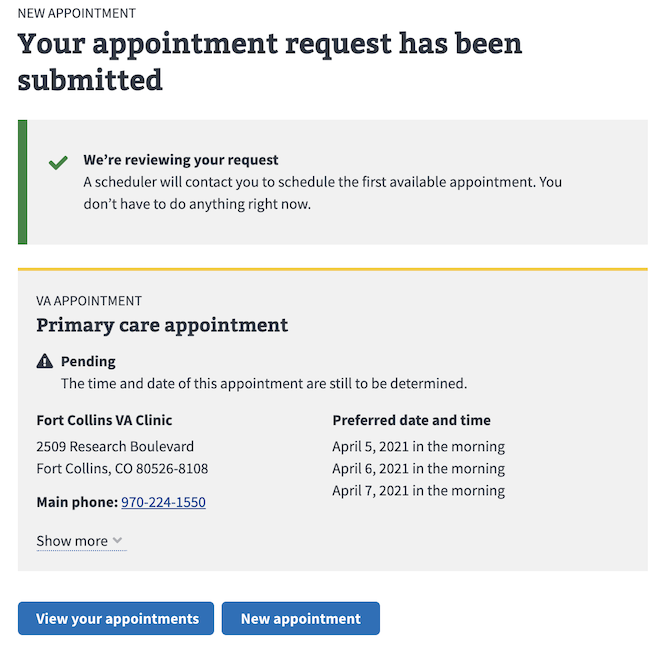 NEW APPOINTMENT
Your appointment request has been
submitted
We’re reviewing your request
A scheduler will contact you to schedule the first available appointment. You
don’t have to do anything right now.
VA APPOINTMENT
Primary care appointment
Pending
The time and date of this appointment are still to be determined.
Fort Collins VA Clinic
2509 Research Boulevard
Fort Collins, CO 80526-8108
Main phone: 970-224-1550
Preferred date and time
April 5, 2021 in the morning
April 6, 2021 in the morning
April 7, 2021 in the morning
Show more
View your appointments
New appointment